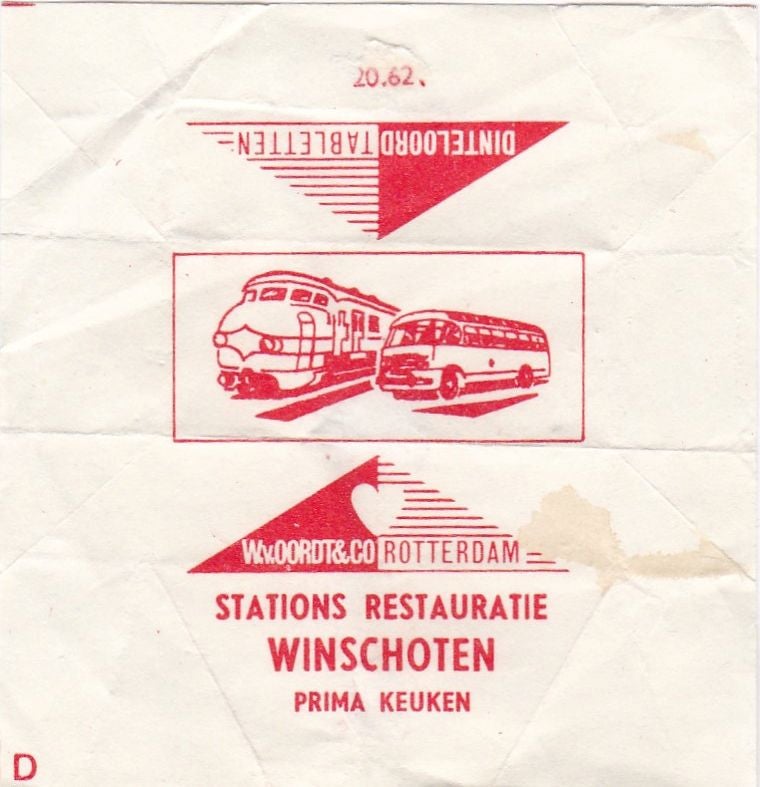 20.62.
DINTELOORD TABLETTEN
W.v.OORDT&CO ROTTERDAM
STATIONS RESTAURATIE
WINSCHOTEN
PRIMA KEUKEN
D